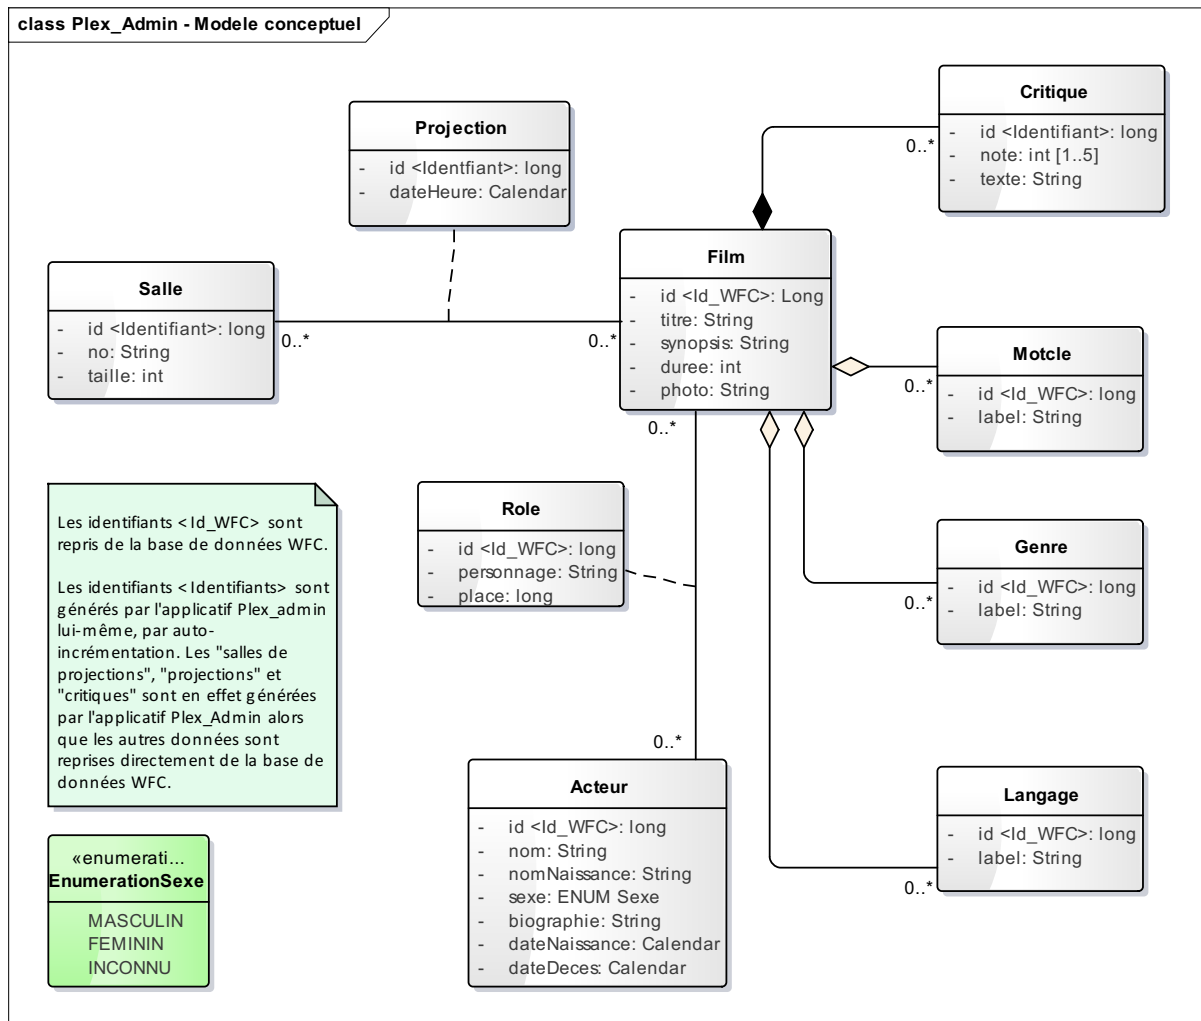 class Plex_Admin - Modele conceptuel
Critique
- id <Identifiant>: long
- note: int [1..5]
- texte: String
0..*
Projection
- id <Identfiant>: long
- dateHeure: Calendar
Film
- id <Id_WFC>: Long
- titre: String
- synopsis: String
- duree: int
- photo: String
Salle
- id <Identifiant>: long
- no: String
- taille: int
0..*
0..*
Motcle
- id <Id_WFC>: long
- label: String
0..*
0..*
Role
- id <Id_WFC>: long
- personnage: String
- place: long
Genre
- id <Id_WFC>: long
- label: String
0..*
Les identifiants <Id_WFC> sont
repris de la base de données WFC.
Les identifiants <Identifiants> sont
générés par l'applicatif Plex_admin
lui-même, par auto-
incrémentation. Les "salles de
projections", "projections" et
"critiques" sont en effet générées
par l'applicatif Plex_Admin alors
que les autres données sont
reprises directement de la base de
données WFC.
0..*
Acteur
- id <Id_WFC>: long
- nom: String
- nomNaissance: String
- sexe: ENUM Sexe
- biographie: String
- dateNaissance: Calendar
- dateDeces: Calendar
Langage
- id <Id_WFC>: long
- label: String
0..*
«enumerati...
EnumerationSexe
MASCULIN
FEMININ
INCONNU